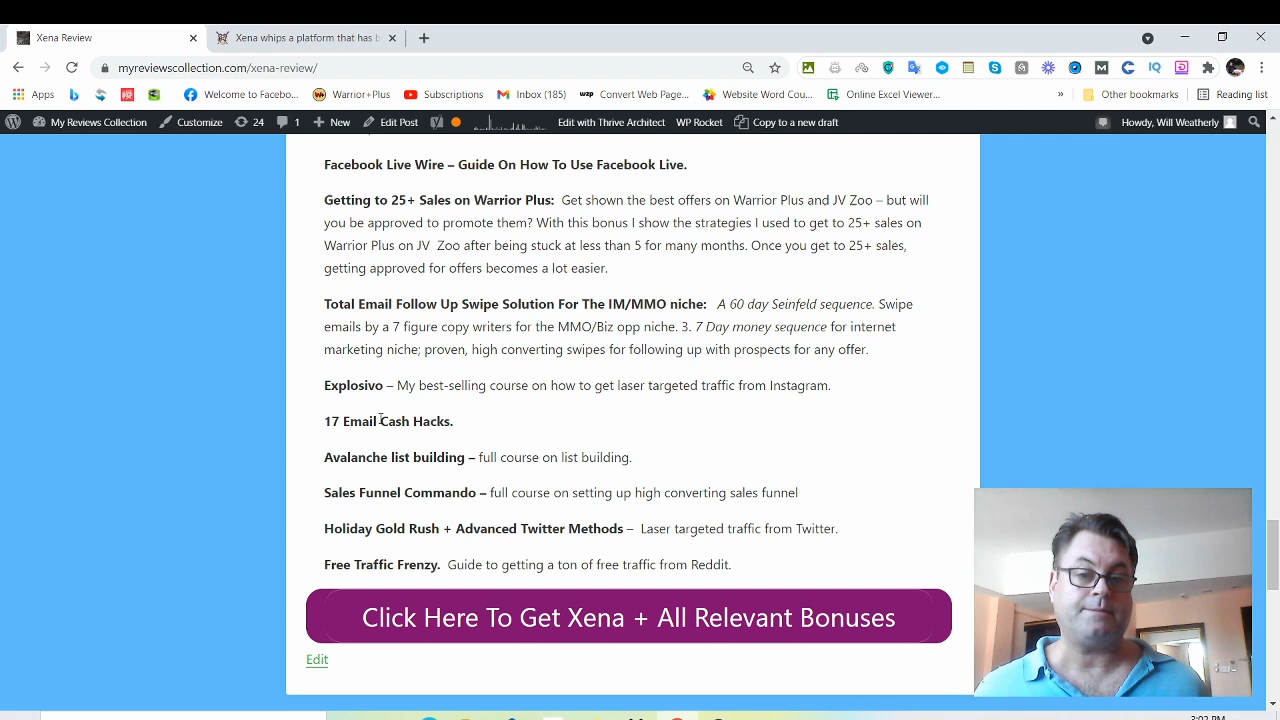 Xena Review
Xena whips a platform that has b
myreviewscollection.com/xena-review/
Apps
Welcome to Facebo...
Warrior+Plus
Subscriptions
Inbox (185)
wzp Convert Web Page...
Website Word Cou...
Online Excel Viewer...
»
Other bookmarks
Reading list
My Reviews Collection
Customize
24
1
New
Edit Post
Edit with Thrive Architect
WP Rocket
Copy to a new draft
Howdy, Will Weatherly
Facebook Live Wire – Guide On How To Use Facebook Live.
Getting to 25+ Sales on Warrior Plus: Get shown the best offers on Warrior Plus and JV Zoo – but will
you be approved to promote them? With this bonus I show the strategies I used to get to 25+ sales on
Warrior Plus on JV Zoo after being stuck at less than 5 for many months. Once you get to 25+ sales,
getting approved for offers becomes a lot easier.
Total Email Follow Up Swipe Solution For The IM/MMO niche: A 60 day Seinfeld sequence. Swipe
emails by a 7 figure copy writers for the MMO/Biz opp niche. 3. 7 Day money sequence for internet
marketing niche; proven, high converting swipes for following up with prospects for any offer.
Explosivo – My best-selling course on how to get laser targeted traffic from Instagram.
17 Email Cash Hacks.
Avalanche list building – full course on list building.
Sales Funnel Commando – full course on setting up high converting sales funnel
Holiday Gold Rush + Advanced Twitter Methods – Laser targeted traffic from Twitter.
Free Traffic Frenzy. Guide to getting a ton of free traffic from Reddit.
Click Here To Get Xena + All Relevant Bonuses
Edit